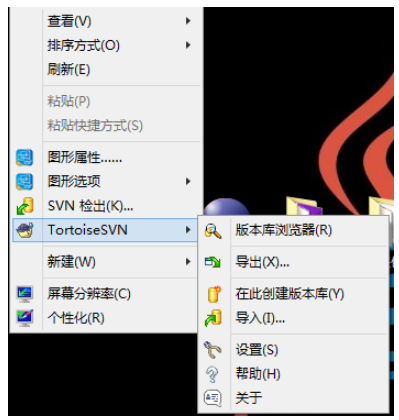 查看(V)
排序方式(O)
刷新(E)
粘贴(P)
粘贴快捷方式(S)
图形属性......
图形选项
SVN 检出(K)...
TortoiseSVN
新建(W)
屏幕分辨率(C)
个性化(R)
版本库浏览器(R)
导出(X)...
在此创建版本库(Y)
导入(I)...
设置(S)
帮助(H)
关于